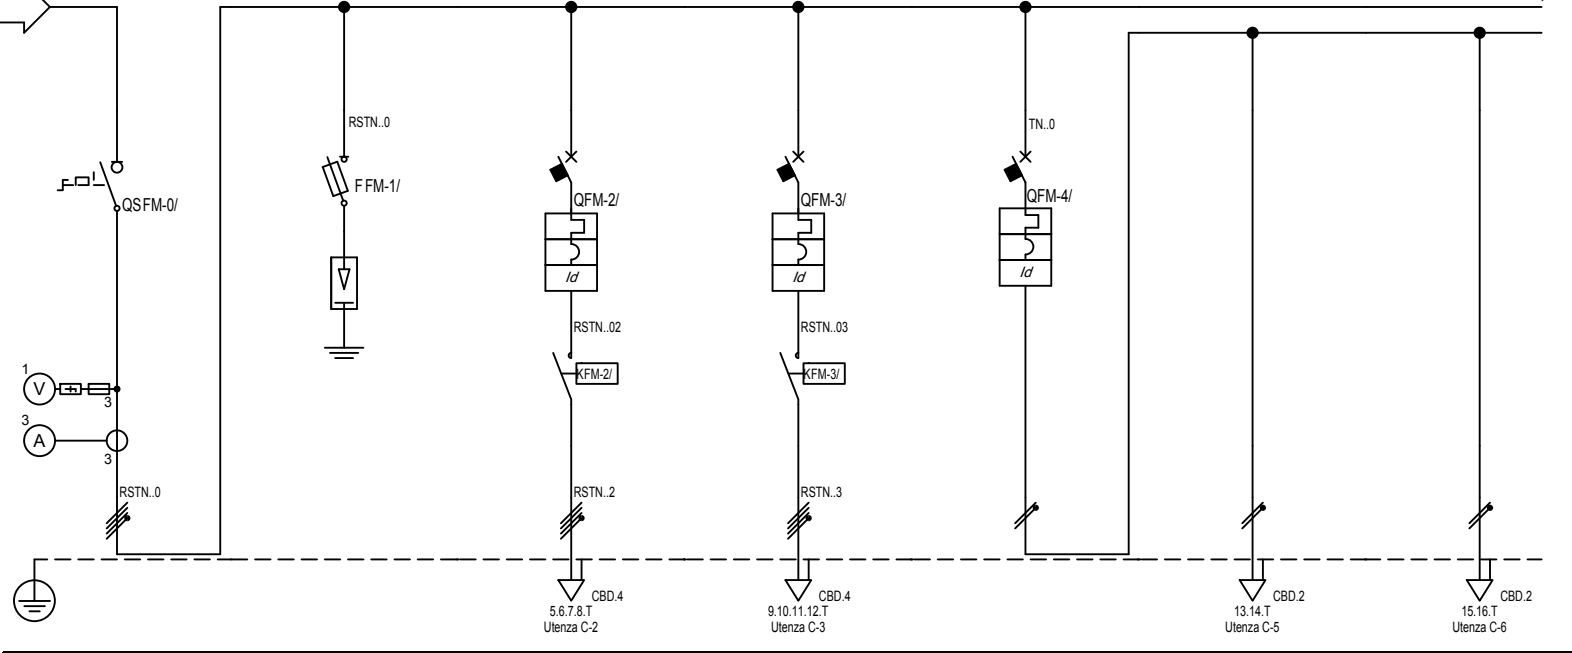 RSTN..0
TN..0
QSFM-0/
FFM-1/
QFM-2/
QFM-3/
QFM-4/
Id
Id
Id
RSTN..02
RSTN..03
KFM-2/
KFM-3/
1
V
3
3
A
3
RSTN..0
RSTN..2
RSTN..3
CBD.4
5.6.7.8.T
Utenza C-2
CBD.4
9.10.11.12.T
Utenza C-3
CBD.2
13.14.T
Utenza C-5
CBD.2
15.16.T
Utenza C-6